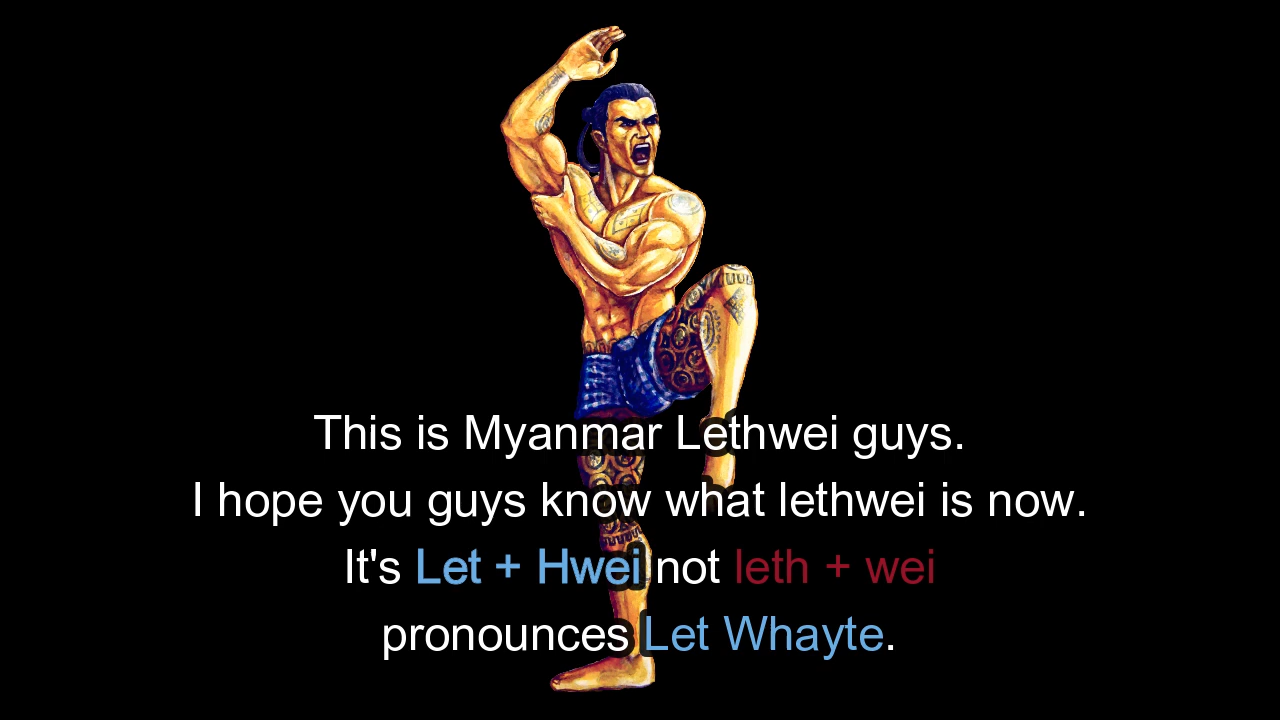 This is Myanmar Lethwei guys.
I hope you guys know what lethwei is now.
It's Let + Hwei not leth + wei
pronounces Let Whayte.